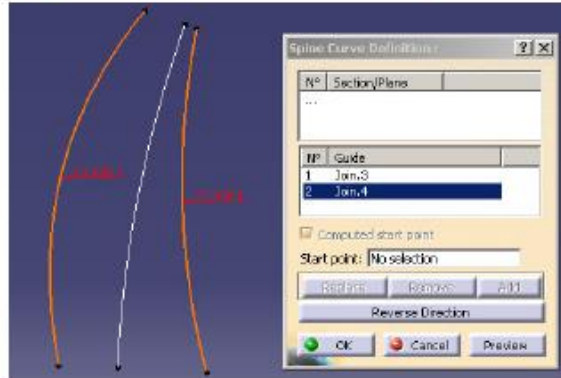 Spine Curve Definition
N° Section/Plane
...
N° Guide
1 Join.3
2 Join.4
Computed start point
Start point: No selection
Replace Remove Add
Reverse Direction
OK Cancel Preview